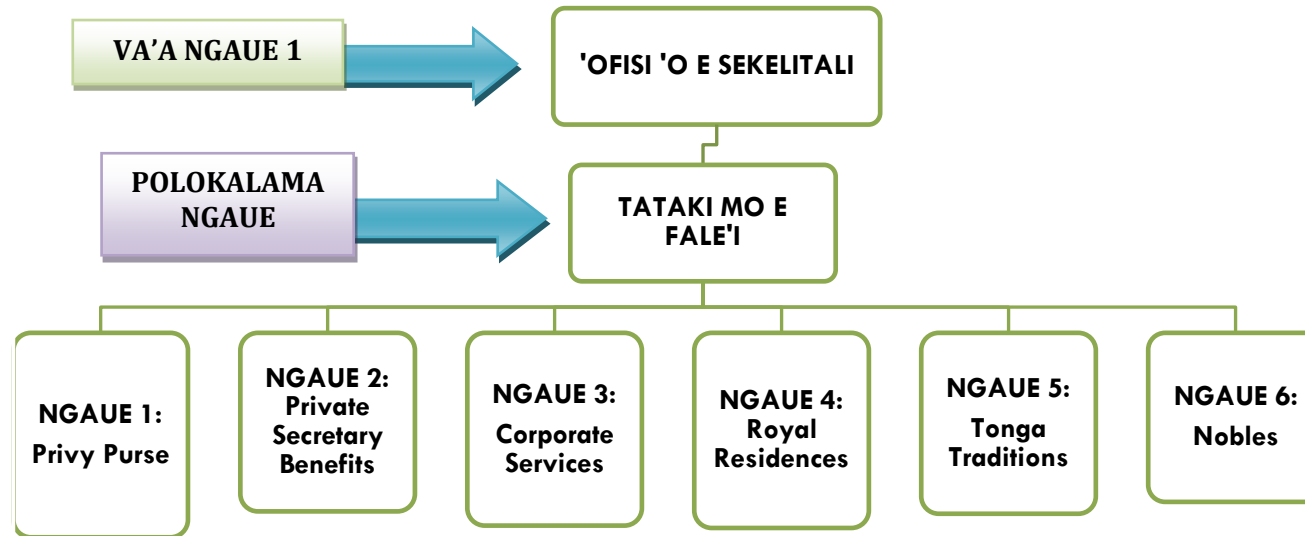 VA’A NGAUE 1
'OFISI 'O E SEKELITALI
POLOKALAMA
NGAUE
TATAKI MO E
FALE'I
NGAUE 1:
Privy Purse
NGAUE 2:
Private
Secretary
Benefits
NGAUE 3:
Corporate
Services
NGAUE 4:
Royal
Residences
NGAUE 5:
Tonga
Traditions
NGAUE 6:
Nobles